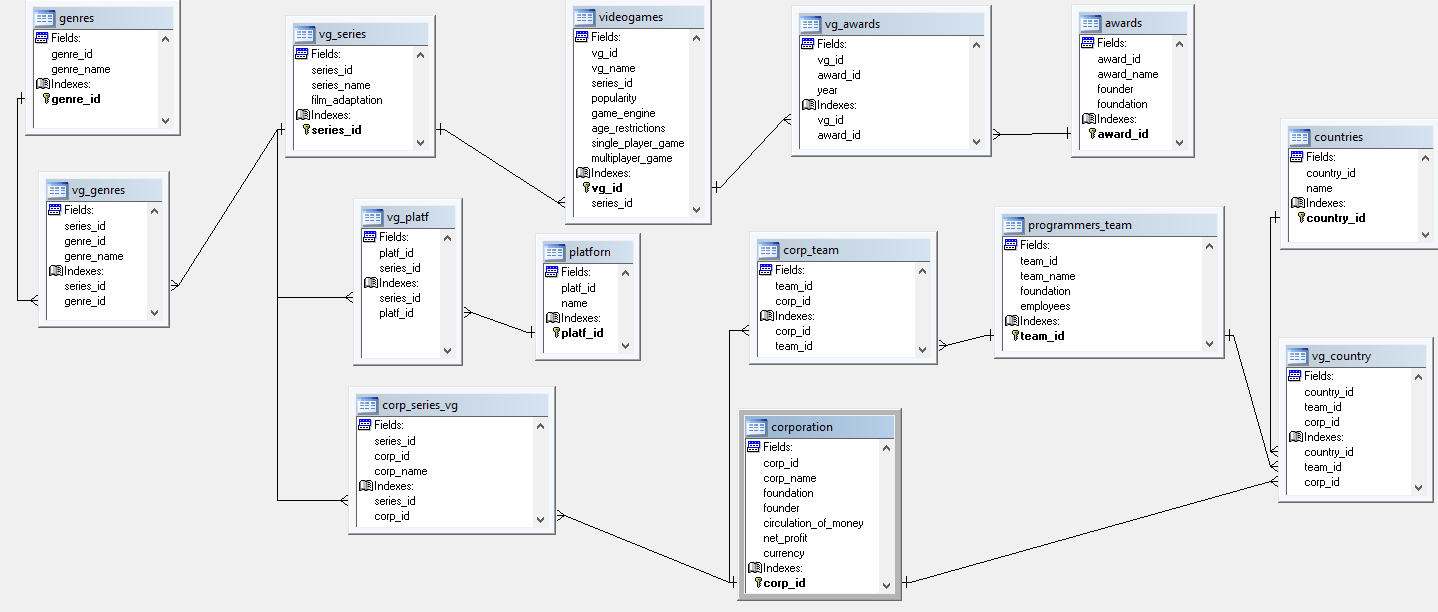 genres
Fields:
genre_id
genre_name
Indexes:
genre_id
vg_series
Fields:
series_id
series_name
film_adaptation
Indexes:
series_id
videogames
Fields:
vg_id
vg_name
series_id
popularity
game_engine
age_restrictions
single_player_game
multiplayer_game
Indexes:
vg_id
series_id
vg_awards
Fields:
vg_id
award_id
year
Indexes:
vg_id
award_id
awards
Fields:
award_id
award_name
founder
foundation
Indexes:
award_id
countries
Fields:
country_id
name
Indexes:
country_id
vg_genres
Fields:
series_id
genre_id
genre_name
Indexes:
series_id
genre_id
vg_platf
Fields:
platf_id
series_id
Indexes:
series_id
platf_id
platforn
Fields:
platf_id
name
Indexes:
platf_id
corp_team
Fields:
team_id
corp_id
Indexes:
corp_id
team_id
programmers_team
Fields:
team_id
team_name
foundation
employees
Indexes:
team_id
vg_country
Fields:
country_id
team_id
corp_id
Indexes:
country_id
team_id
corp_id
corp_series_vg
Fields:
series_id
corp_id
corp_name
Indexes:
series_id
corp_id
corporation
Fields:
corp_id
corp_name
foundation
founder
circulation_of_money
net_profit
currency
Indexes:
corp_id